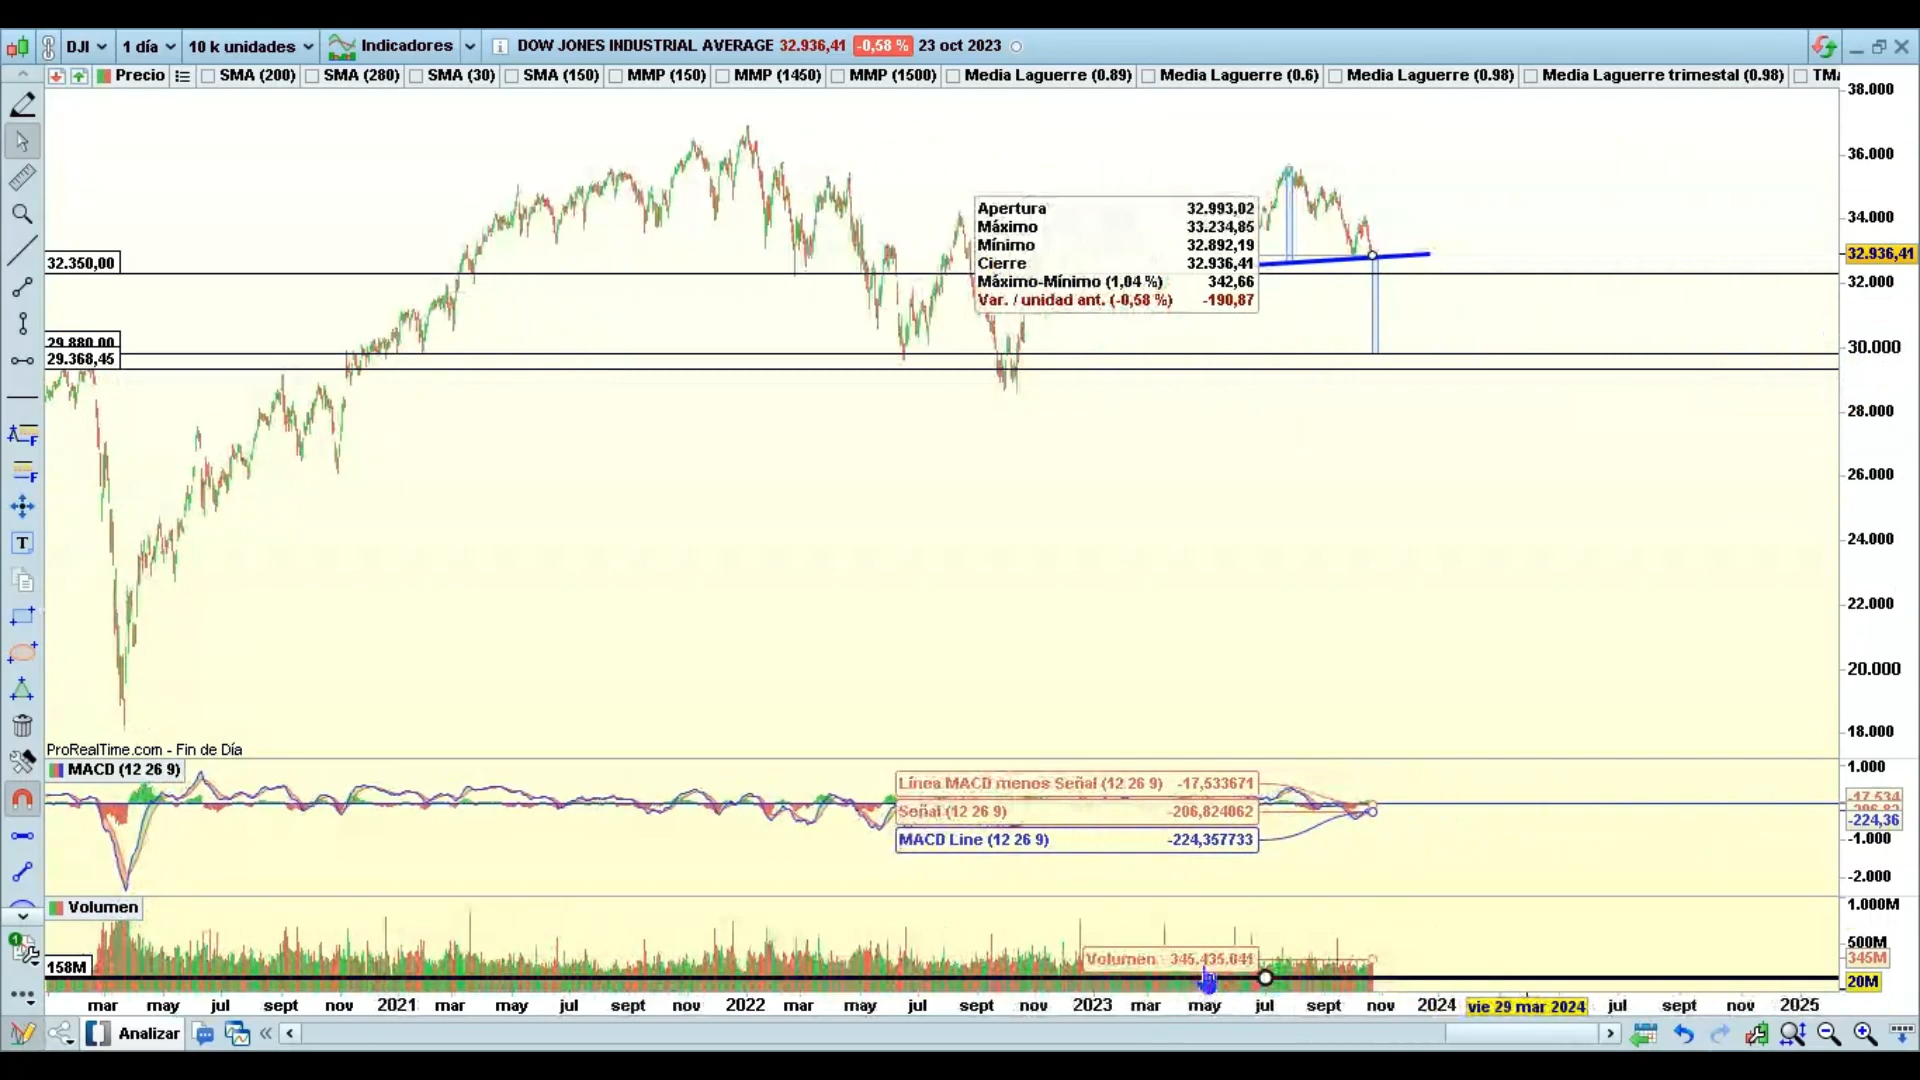 DJI 1 día 10 k unidades Indicadores DOW JONES INDUSTRIAL AVERAGE 32.936,41 -0,58 % 23 oct 2023
Precio SMA (200) SMA (280) SMA (30) SMA (150) MMP (150) MMP (1450) MMP (1500) Media Laguerre (0.89) Media Laguerre (0.6) Media Laguerre (0.98) Media Laguerre trimestal (0.98)
38.000
36.000
34.000
32.936,41
32.000
30.000
28.000
26.000
24.000
22.000
20.000
18.000
Apertura 32.993,02
Máximo 33.234,85
Mínimo 32.892,19
Cierre 32.936,41
Máximo-Mínimo (1,04 %) 342,66
Var. / unidad ant. (-0,58 %) -190,87
32.350,00
29.880,00
29.368,45
ProRealTime.com - Fin de Día
MACD (12 26 9)
Línea MACD menos Señal (12 26 9) -17,533671
Señal (12 26 9) -206,824062
MACD Line (12 26 9) -224,357733
1.000
-17,534
-224,36
-1.000
-2.000
Volumen
Volumen 345.435.041
158M
1.000M
500M
345M
20M
mar may jul sept nov 2021 mar may jul sept nov 2022 mar may jul sept nov 2023 mar may jul sept nov 2024 vie 29 mar 2024 jul sept nov 2025
Analizar